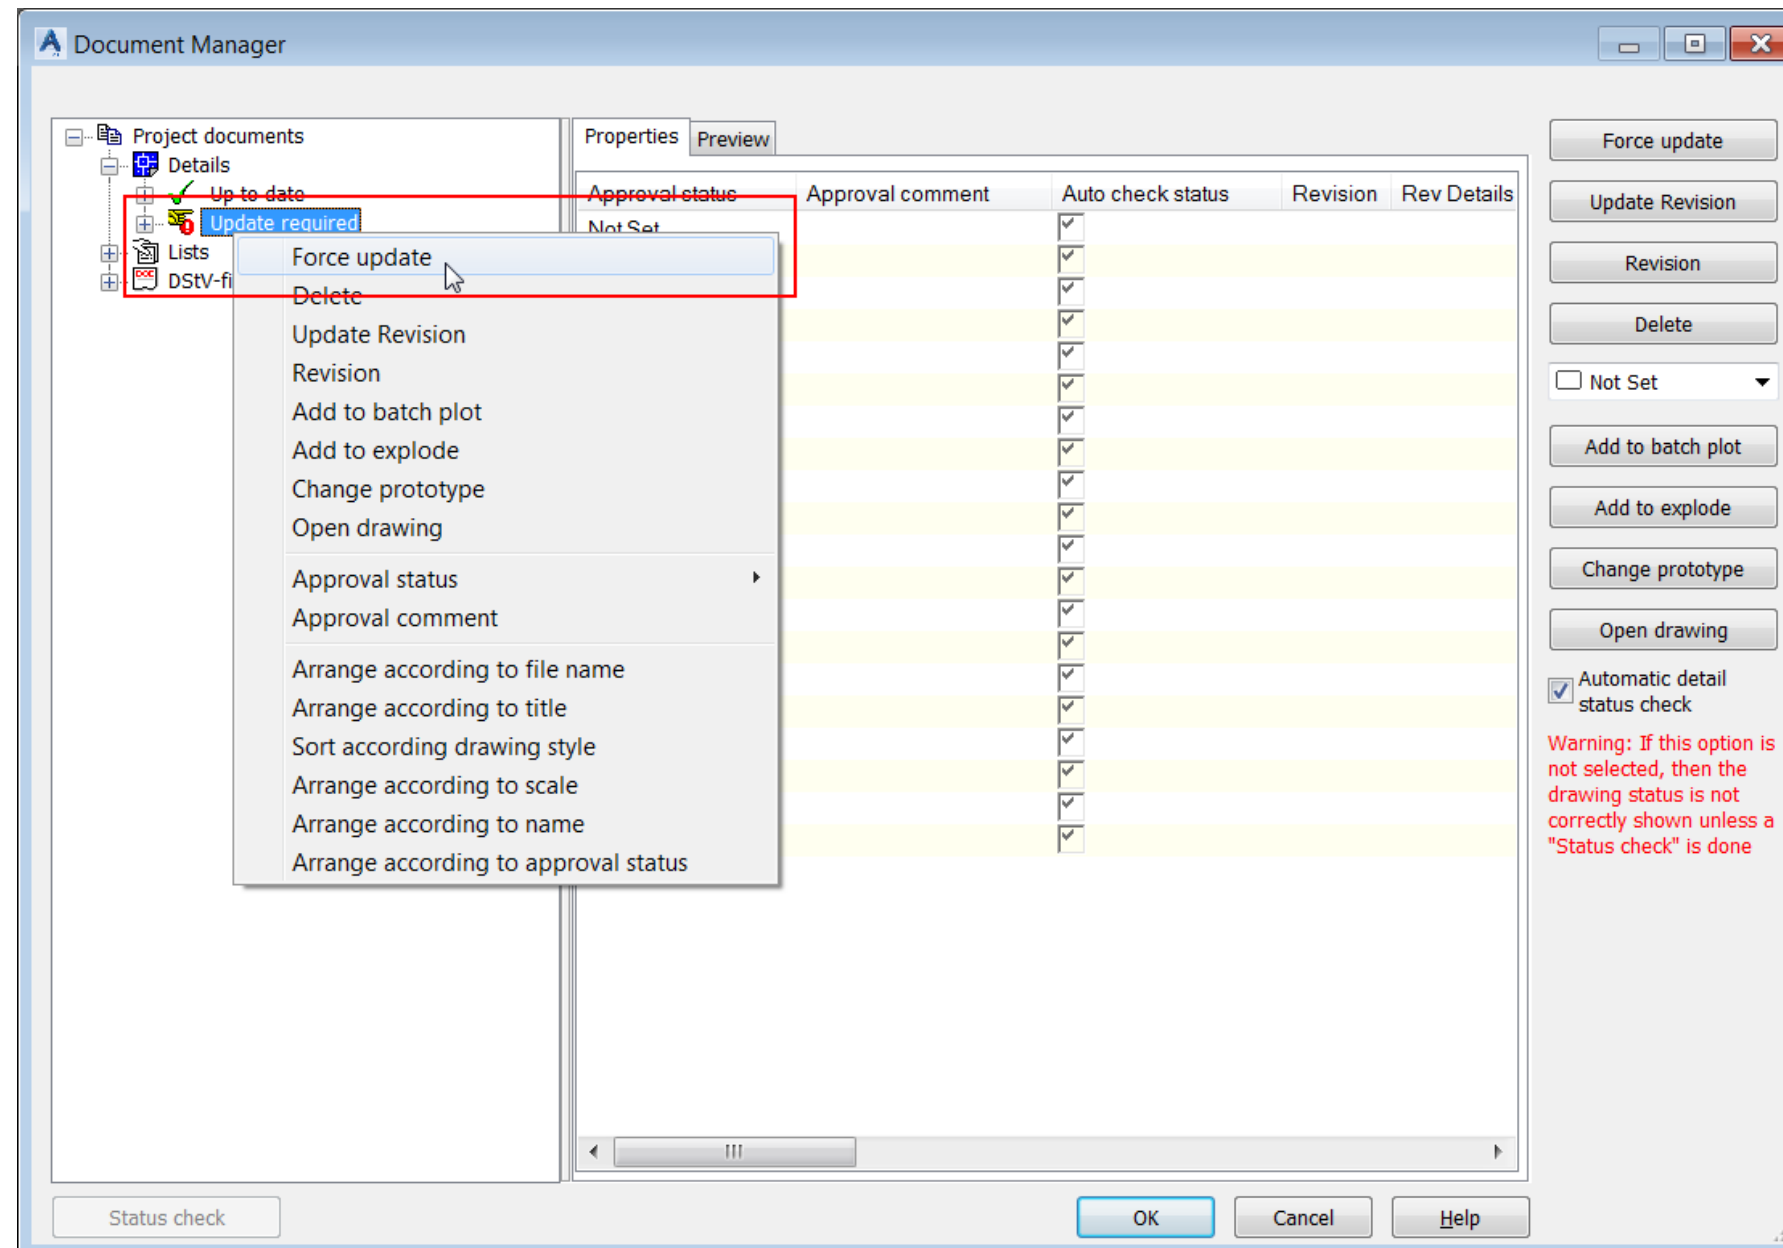 Document Manager
Project documents
Details
Up to date
Update required
Lists
DStV-fi
Force update
Delete
Update Revision
Revision
Add to batch plot
Add to explode
Change prototype
Open drawing
Approval status
Approval comment
Arrange according to file name
Arrange according to title
Sort according drawing style
Arrange according to scale
Arrange according to name
Arrange according to approval status
Properties Preview
Approval status Approval comment Auto check status Revision Rev Details
Not Set
Force update
Update Revision
Revision
Delete
Not Set
Add to batch plot
Add to explode
Change prototype
Open drawing
Automatic detail
status check
Warning: If this option is
not selected, then the
drawing status is not
correctly shown unless a
"Status check" is done
Status check OK Cancel Help